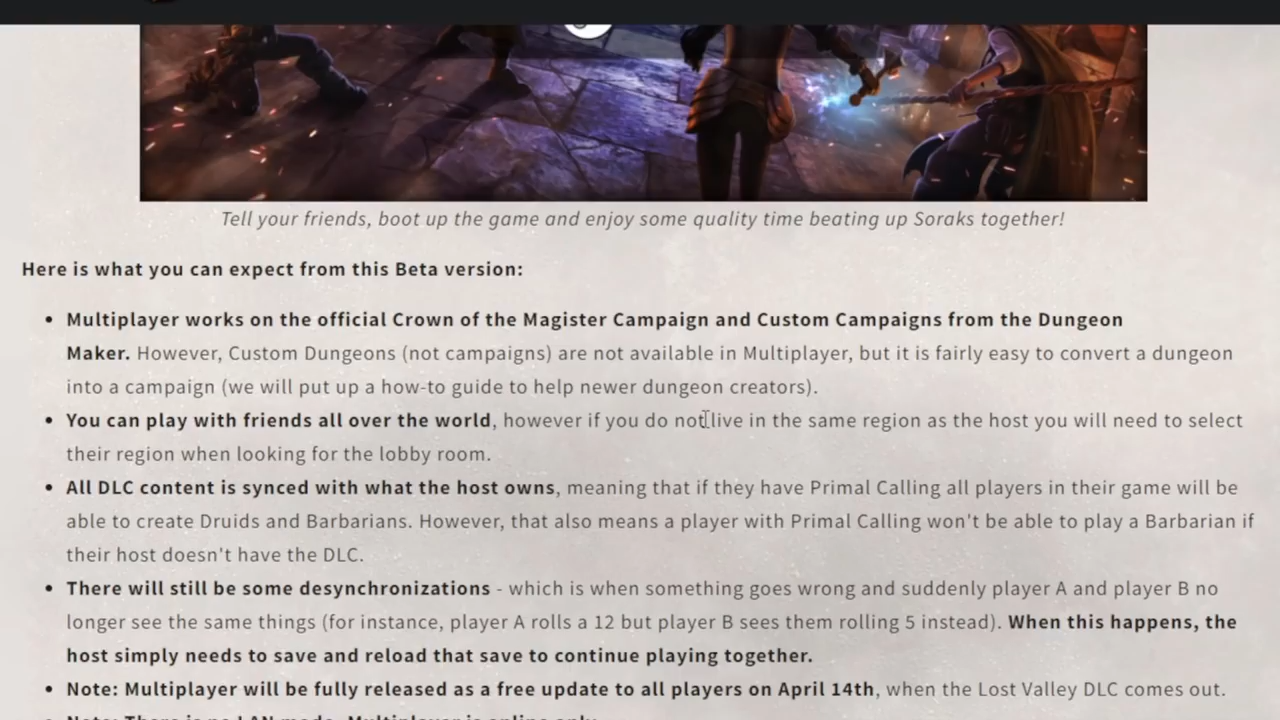 Tell your friends, boot up the game and enjoy some quality time beating up Soraks together!
Here is what you can expect from this Beta version:
• Multiplayer works on the official Crown of the Magister Campaign and Custom Campaigns from the Dungeon
Maker. However, Custom Dungeons (not campaigns) are not available in Multiplayer, but it is fairly easy to convert a dungeon
into a campaign (we will put up a how-to guide to help newer dungeon creators).
• You can play with friends all over the world, however if you do not live in the same region as the host you will need to select
their region when looking for the lobby room.
• All DLC content is synced with what the host owns, meaning that if they have Primal Calling all players in their game will be
able to create Druids and Barbarians. However, that also means a player with Primal Calling won't be able to play a Barbarian if
their host doesn't have the DLC.
• There will still be some desynchronizations - which is when something goes wrong and suddenly player A and player B no
longer see the same things (for instance, player A rolls a 12 but player B sees them rolling 5 instead). When this happens, the
host simply needs to save and reload that save to continue playing together.
• Note: Multiplayer will be fully released as a free update to all players on April 14th, when the Lost Valley DLC comes out.
• Note: There is no LAN mode, Multiplayer is online only.